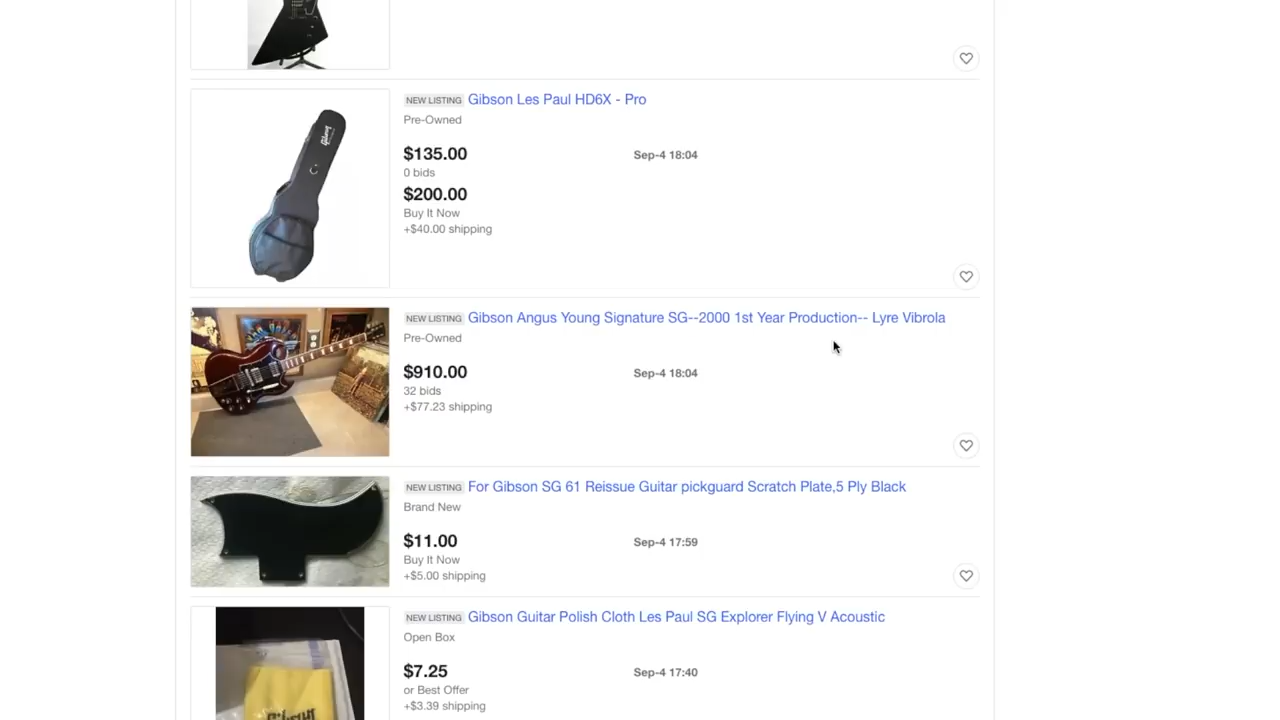 NEW LISTING Gibson Les Paul HD6X - Pro
Pre-Owned
$135.00 Sep-4 18:04
0 bids
$200.00
Buy It Now
+$40.00 shipping
NEW LISTING Gibson Angus Young Signature SG--2000 1st Year Production-- Lyre Vibrola
Pre-Owned
$910.00 Sep-4 18:04
32 bids
+$77.23 shipping
NEW LISTING For Gibson SG 61 Reissue Guitar pickguard Scratch Plate,5 Ply Black
Brand New
$11.00 Sep-4 17:59
Buy It Now
+$5.00 shipping
NEW LISTING Gibson Guitar Polish Cloth Les Paul SG Explorer Flying V Acoustic
Open Box
$7.25 Sep-4 17:40
or Best Offer
+$3.39 shipping
Gibson